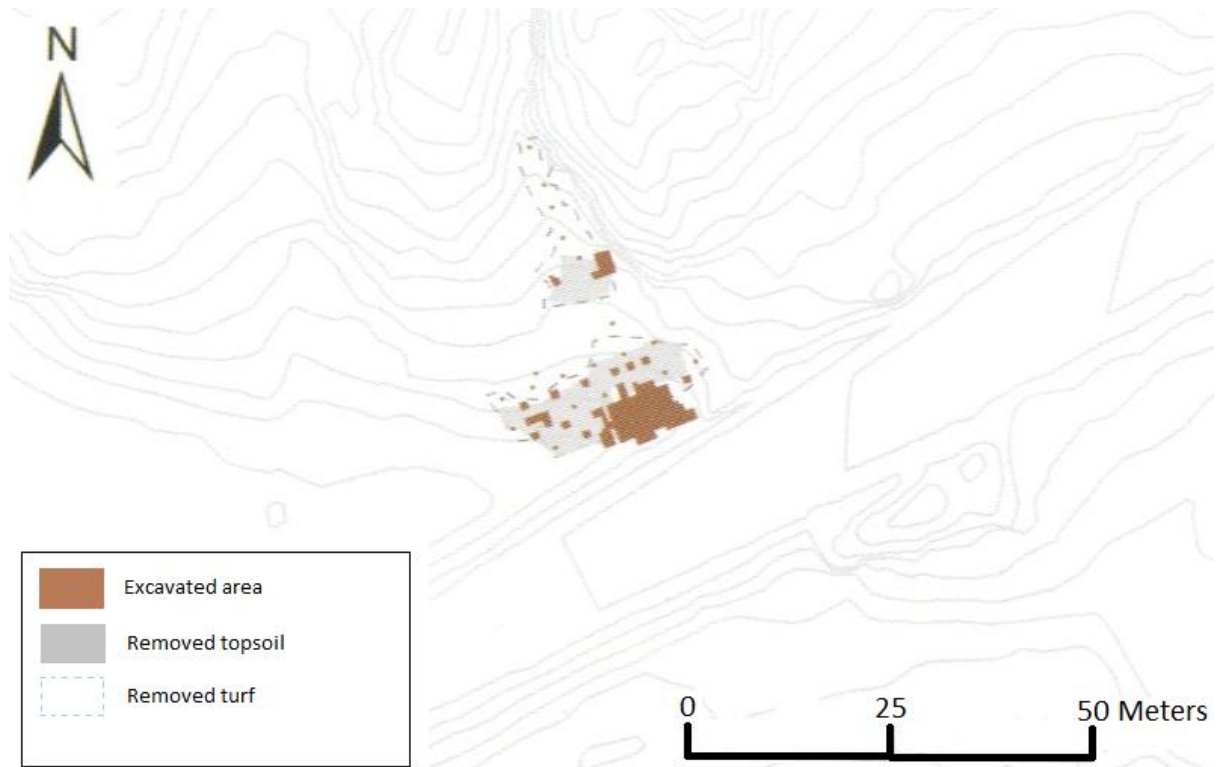 N
Excavated area
Removed topsoil
Removed turf
0 25 50 Meters